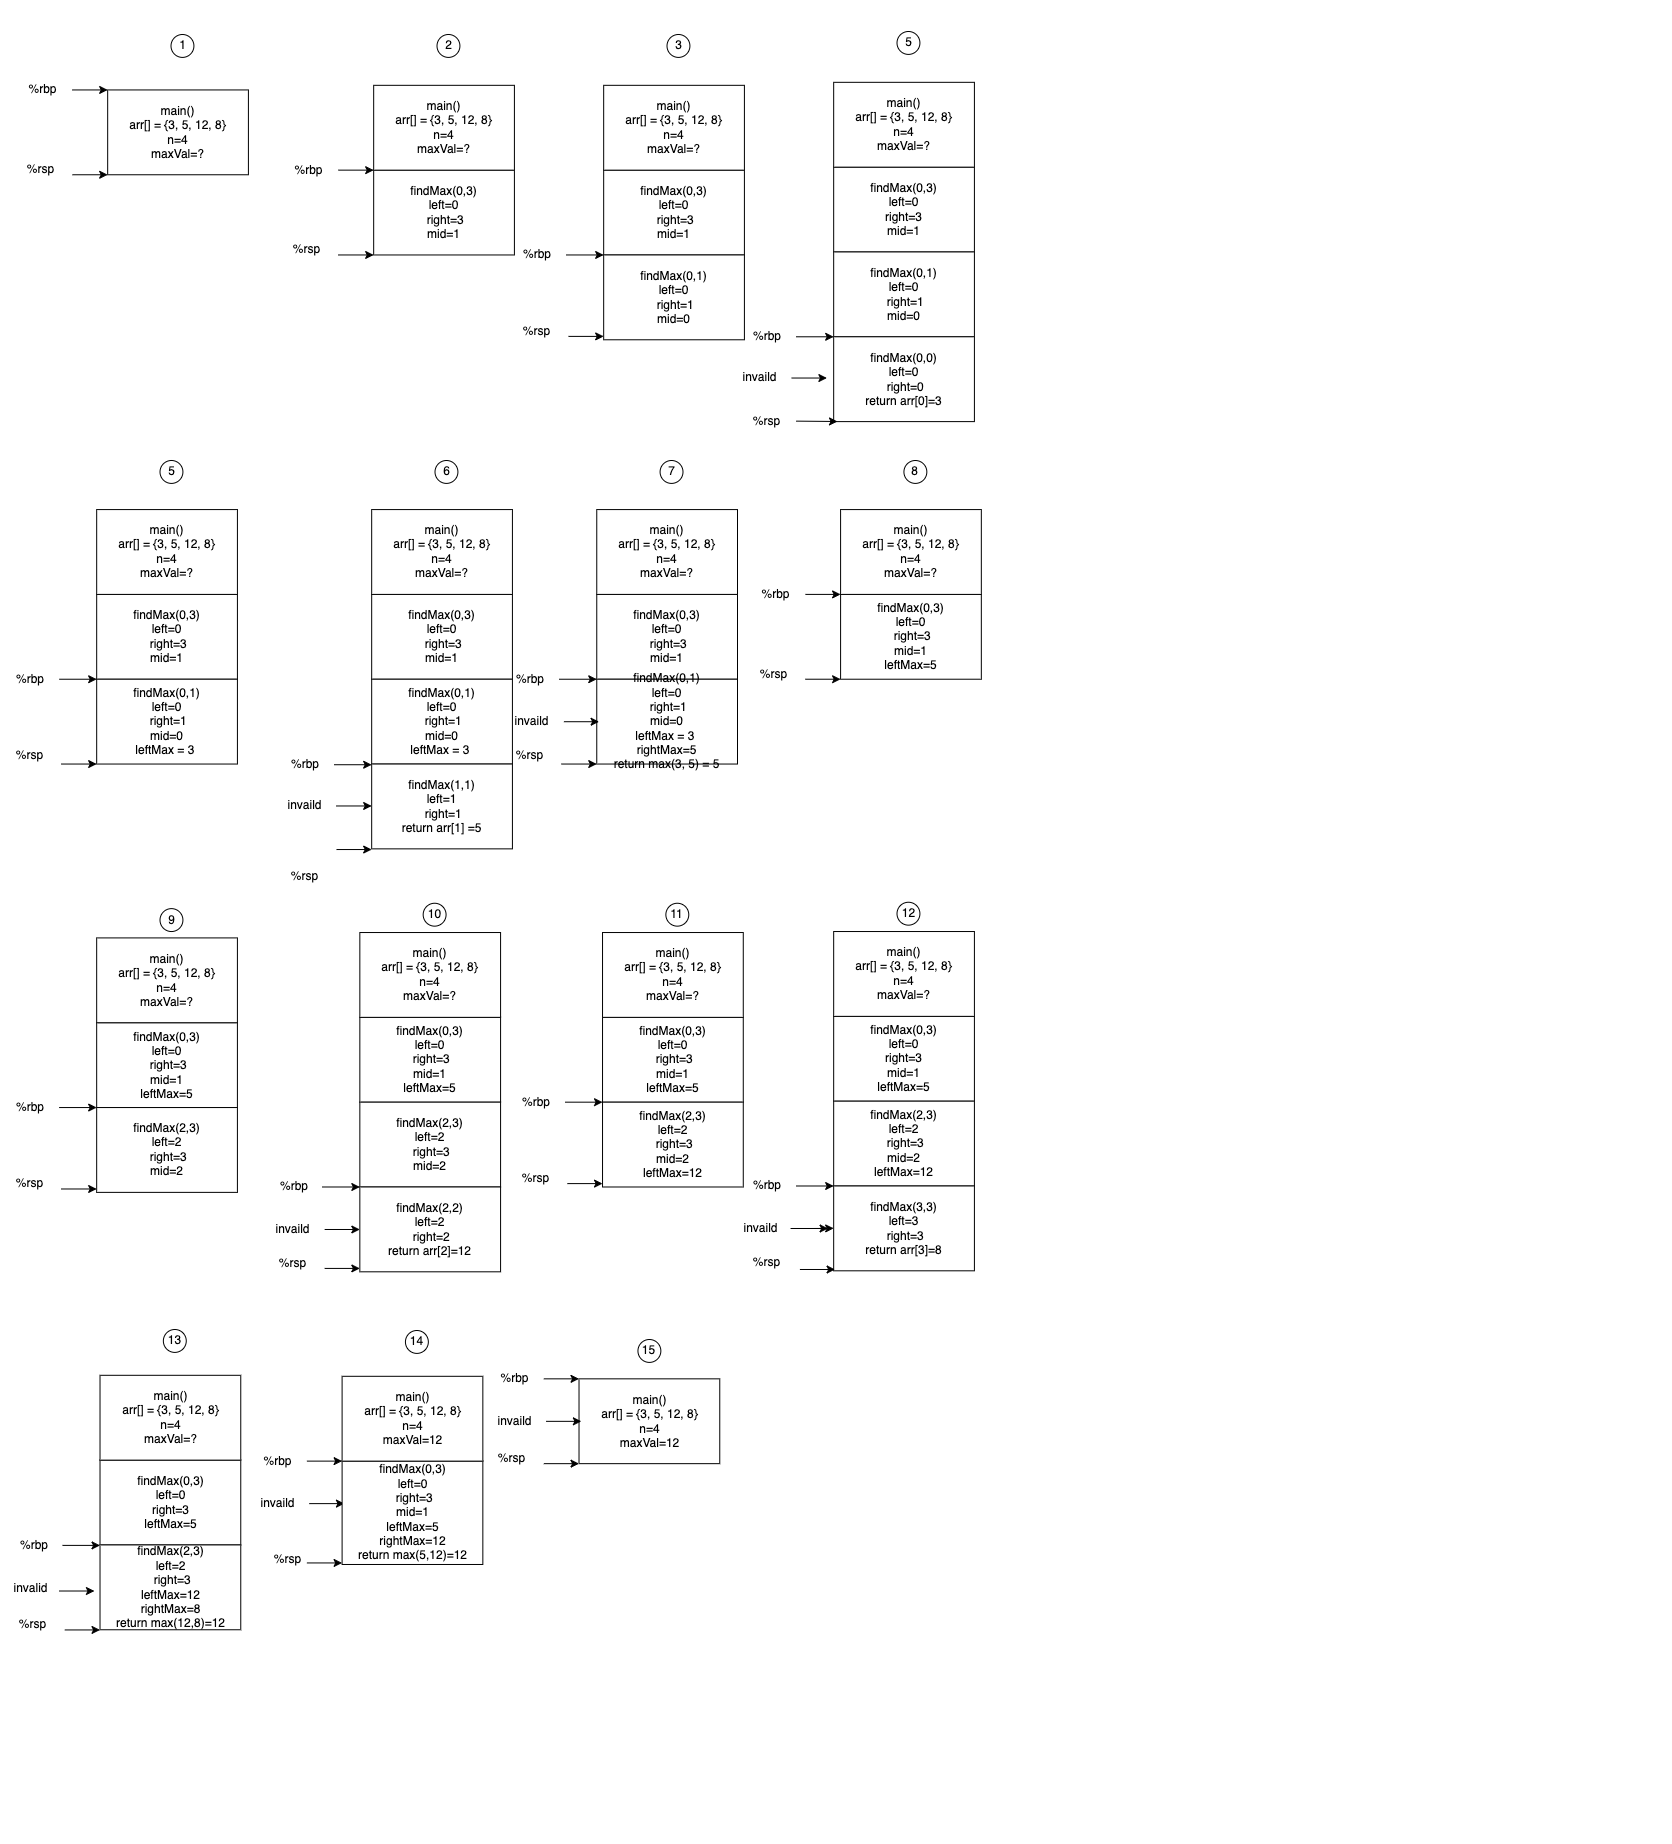 1
%rbp
main()
arr[] = {3, 5, 12, 8}
n=4
maxVal=?
%rsp
2
main()
arr[] = {3, 5, 12, 8}
n=4
maxVal=?
%rbp
findMax(0,3)
left=0
right=3
mid=1
%rsp
3
main()
arr[] = {3, 5, 12, 8}
n=4
maxVal=?
findMax(0,3)
left=0
right=3
mid=1
%rbp
findMax(0,1)
left=0
right=1
mid=0
%rsp
5
main()
arr[] = {3, 5, 12, 8}
n=4
maxVal=?
findMax(0,3)
left=0
right=3
mid=1
findMax(0,1)
left=0
right=1
mid=0
%rbp
findMax(0,0)
left=0
invaild
right=0
return arr[0]=3
%rsp
5
main()
arr[] = {3, 5, 12, 8}
n=4
maxVal=?
findMax(0,3)
left=0
right=3
mid=1
%rbp
findMax(0,1)
left=0
right=1
mid=0
leftMax = 3
%rsp
6
main()
arr[] = {3, 5, 12, 8}
n=4
maxVal=?
findMax(0,3)
left=0
right=3
mid=1
findMax(0,1)
left=0
right=1
mid=0
leftMax = 3
%rbp
findMax(1,1)
left=1
invaild
right=1
return arr[1] =5
%rsp
7
main()
arr[] = {3, 5, 12, 8}
n=4
maxVal=?
findMax(0,3)
left=0
right=3
mid=1
%rbp
findMax(0,1)
left=0
right=1
invaild
mid=0
leftMax = 3
rightMax=5
%rsp
return max(3, 5) = 5
8
main()
arr[] = {3, 5, 12, 8}
n=4
maxVal=?
%rbp
findMax(0,3)
left=0
right=3
mid=1
leftMax=5
%rsp
9
main()
arr[] = {3, 5, 12, 8}
n=4
maxVal=?
findMax(0,3)
left=0
right=3
mid=1
leftMax=5
%rbp
findMax(2,3)
left=2
right=3
mid=2
%rsp
10
main()
arr[] = {3, 5, 12, 8}
n=4
maxVal=?
findMax(0,3)
left=0
right=3
mid=1
leftMax=5
findMax(2,3)
left=2
right=3
mid=2
%rbp
findMax(2,2)
left=2
invaild
right=2
return arr[2]=12
%rsp
11
main()
arr[] = {3, 5, 12, 8}
n=4
maxVal=?
findMax(0,3)
left=0
right=3
mid=1
leftMax=5
%rbp
findMax(2,3)
left=2
right=3
mid=2
leftMax=12
%rsp
12
main()
arr[] = {3, 5, 12, 8}
n=4
maxVal=?
findMax(0,3)
left=0
right=3
mid=1
leftMax=5
findMax(2,3)
left=2
right=3
mid=2
leftMax=12
%rbp
findMax(3,3)
left=3
invaild
right=3
return arr[3]=8
%rsp
13
main()
arr[] = {3, 5, 12, 8}
n=4
maxVal=?
findMax(0,3)
left=0
right=3
leftMax=5
%rbp
findMax(2,3)
left=2
right=3
invalid
leftMax=12
rightMax=8
return max(12,8)=12
%rsp
14
main()
arr[] = {3, 5, 12, 8}
n=4
maxVal=12
%rbp
findMax(0,3)
left=0
right=3
invaild
mid=1
leftMax=5
rightMax=12
return max(5,12)=12
%rsp
15
%rbp
main()
arr[] = {3, 5, 12, 8}
invaild
n=4
maxVal=12
%rsp